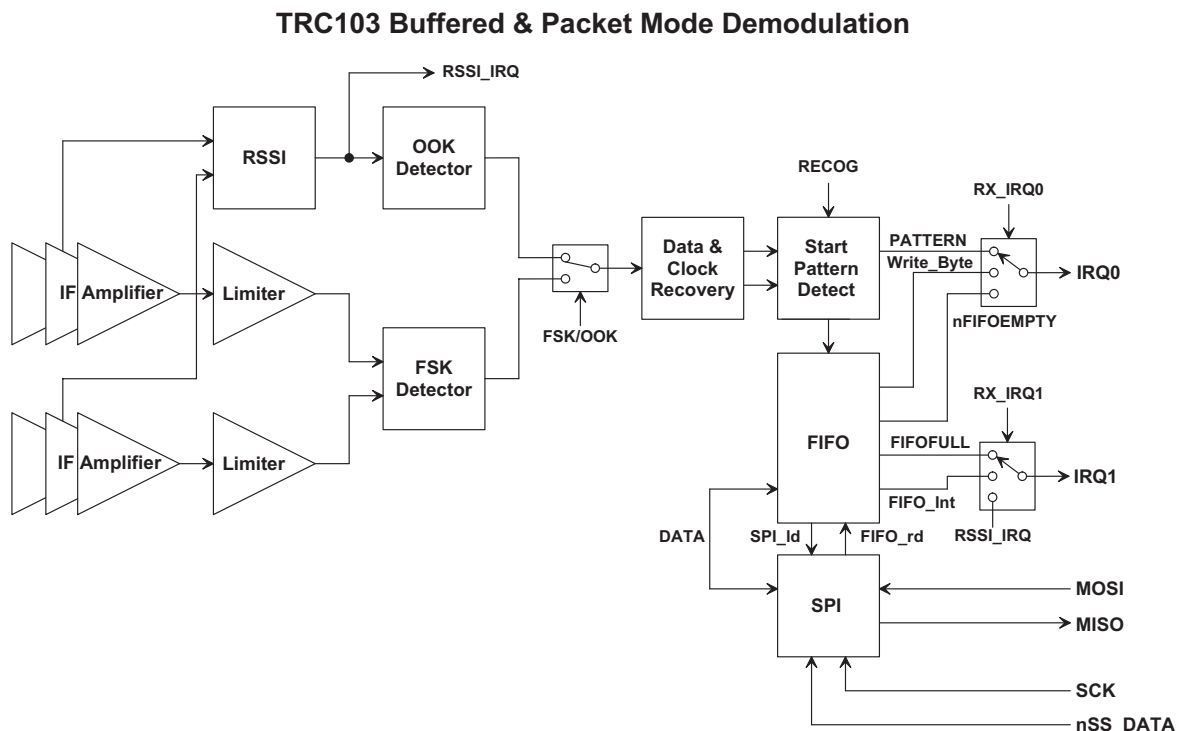 TRC103 Buffered & Packet Mode Demodulation
RSSI_IRQ
RSSI
OOK
Detector
RECOG
RX_IRQ0
Data &
Clock
Recovery
Start
Pattern
Detect
PATTERN
Write_Byte
IRQ0
IF Amplifier
Limiter
nFIFOEMPTY
FSK/OOK
FSK
Detector
RX_IRQ1
FIFO
FIFOFULL
IF Amplifier
Limiter
IRQ1
FIFO_Int
DATA
SPI_ld
FIFO_rd
RSSI_IRQ
SPI
MOSI
MISO
SCK
nSS_DATA